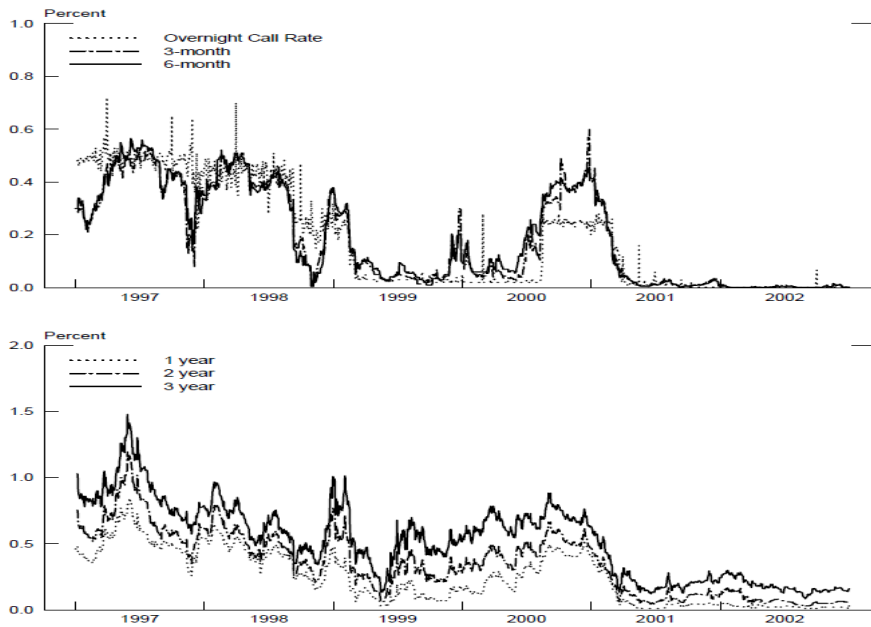 Percent
1.0
Overnight Call Rate
3-month
6-month
0.8
0.6
0.4
0.2
0.0
1997 1998 1999 2000 2001 2002
Percent
2.0
1 year
2 year
3 year
1.5
1.0
0.5
0.0
1997 1998 1999 2000 2001 2002